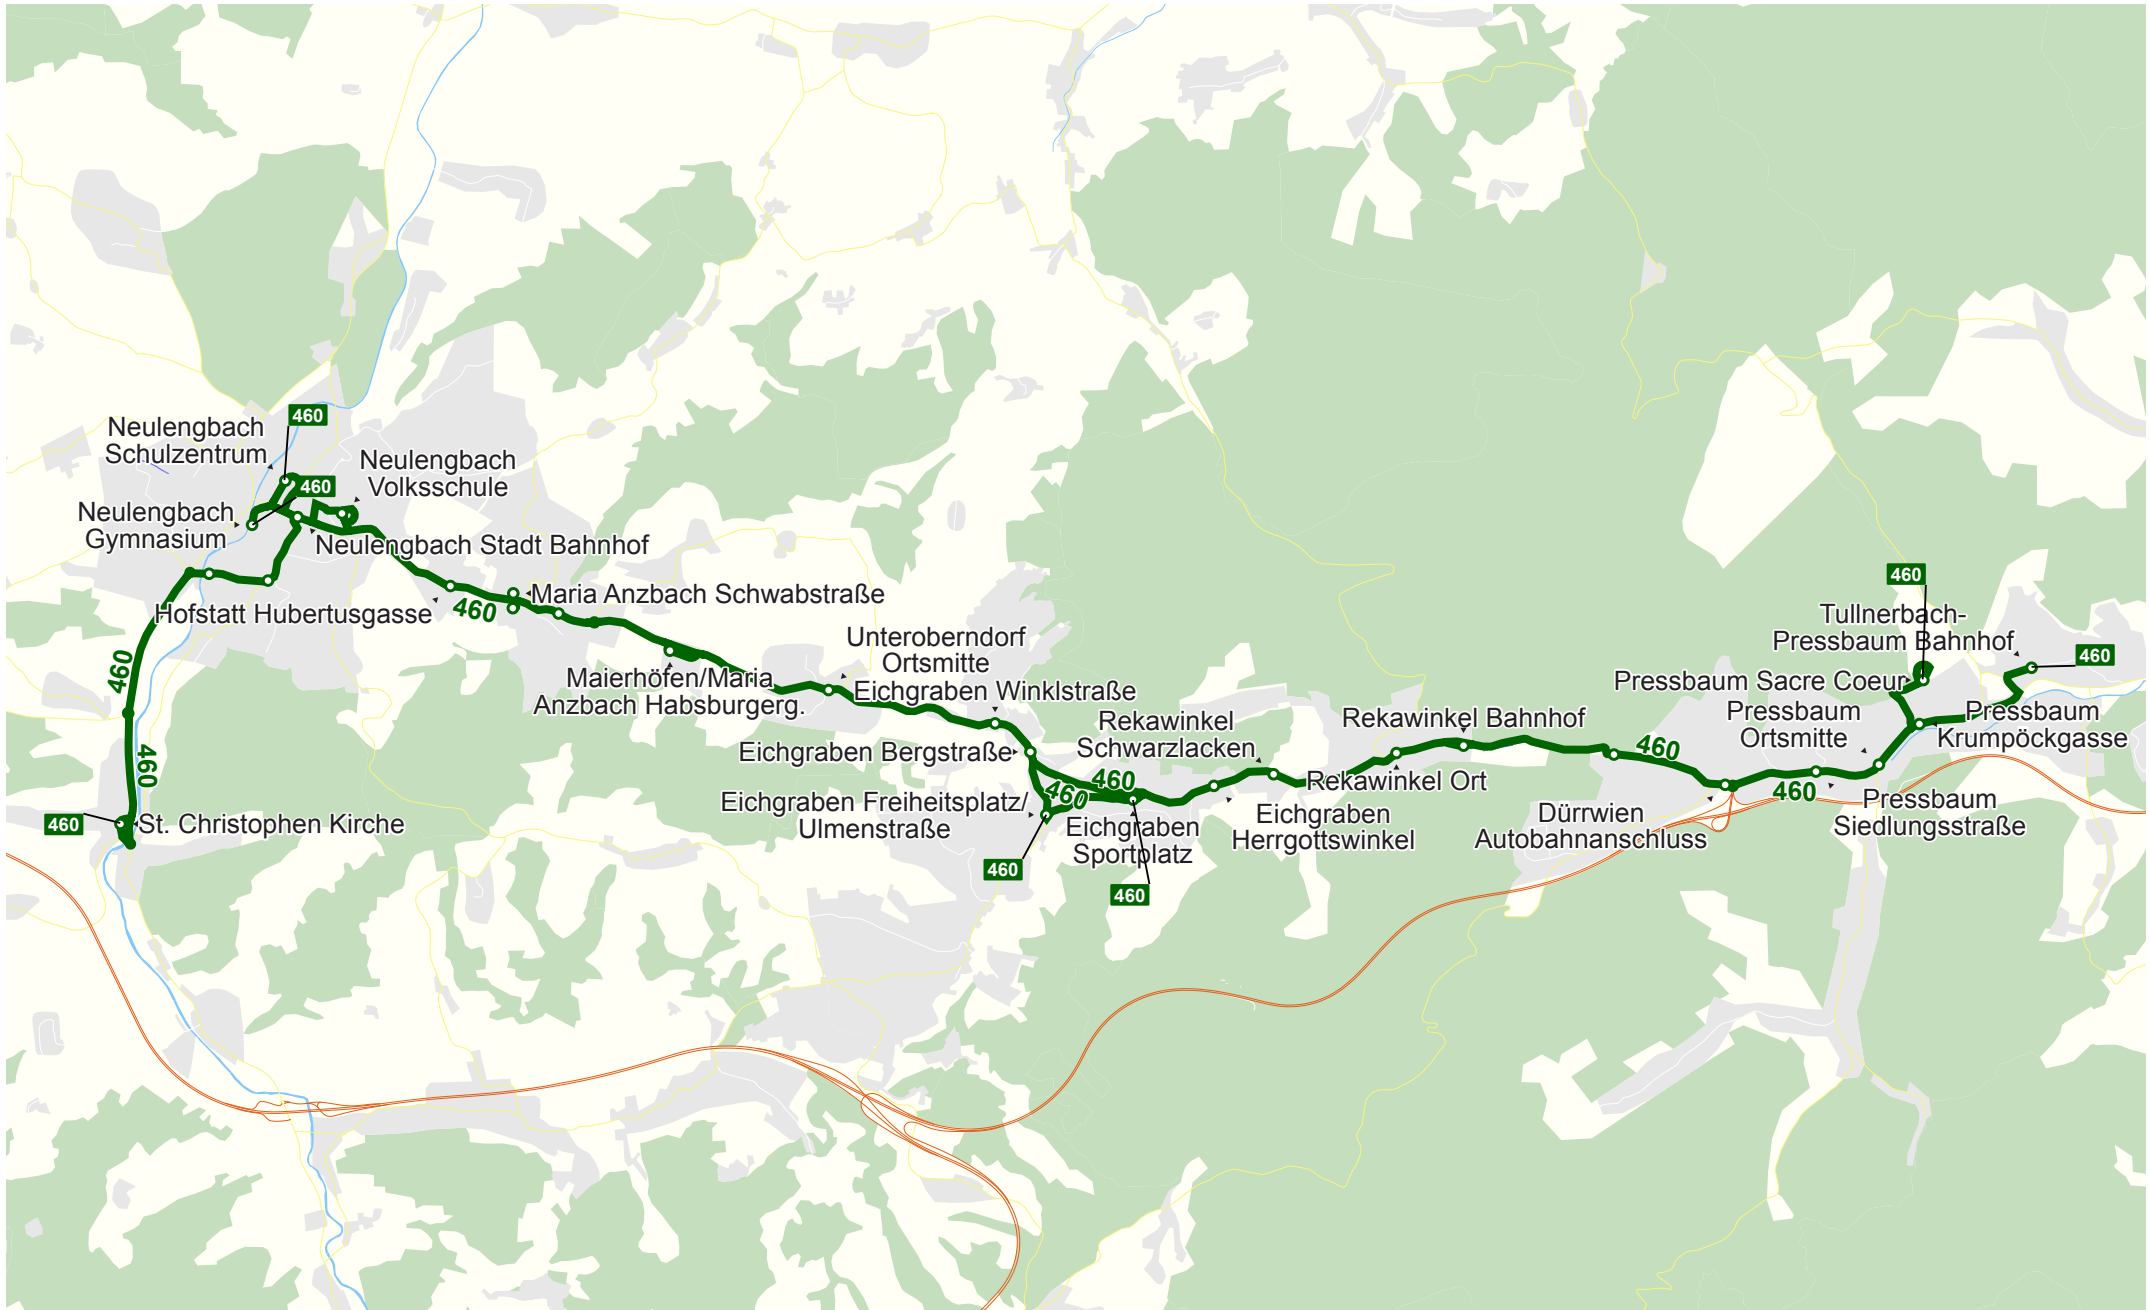 460
Neulengbach
Schulzentrum
Neulengbach
Volksschule
460
Neulengbach
Gymnasium
Neulengbach Stadt Bahnhof
Hofstatt Hubertusgasse
460
Maria Anzbach Schwabstraße
460
460
460
St. Christophen Kirche
Maierhöfen/Maria
Anzbach Habsburgerg.
Unteroberndorf
Ortsmitte
Eichgraben Winklstraße
Eichgraben Bergstraße
Rekawinkel
Schwarzlacken
460
460
Eichgraben Freiheitsplatz/
Ulmenstraße
460
Eichgraben
Sportplatz
460
Eichgraben
Herrgottswinkel
Rekawinkel Ort
Rekawinkel Bahnhof
460
Dürrwien
Autobahnanschluss
460
Pressbaum
Siedlungsstraße
Pressbaum
Ortsmitte
Pressbaum Sacre Coeur
460
Tullnerbach-
Pressbaum Bahnhof
460
Pressbaum
Krumpöckgasse